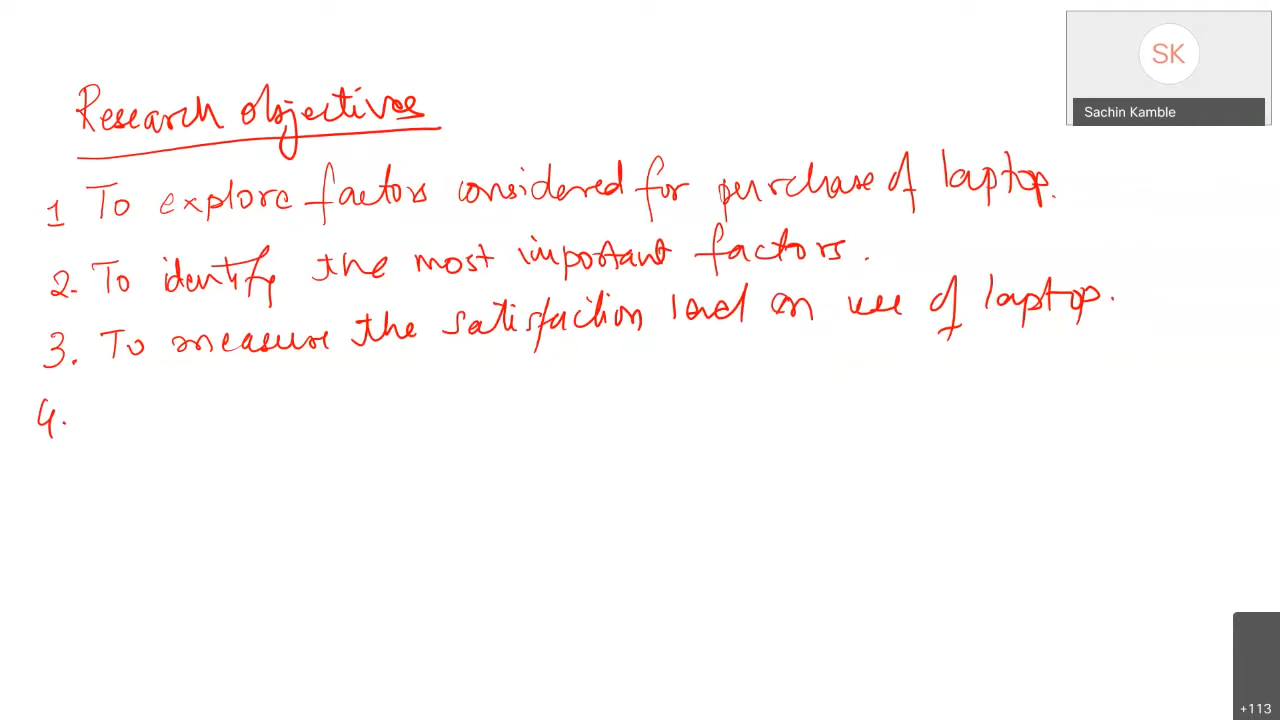 Research objectives
1 To explore factors considered for purchase of laptop.
2. To identify the most important factors.
3. To measure the satisfaction level on use of laptop.
4.
SK
Sachin Kamble
+113